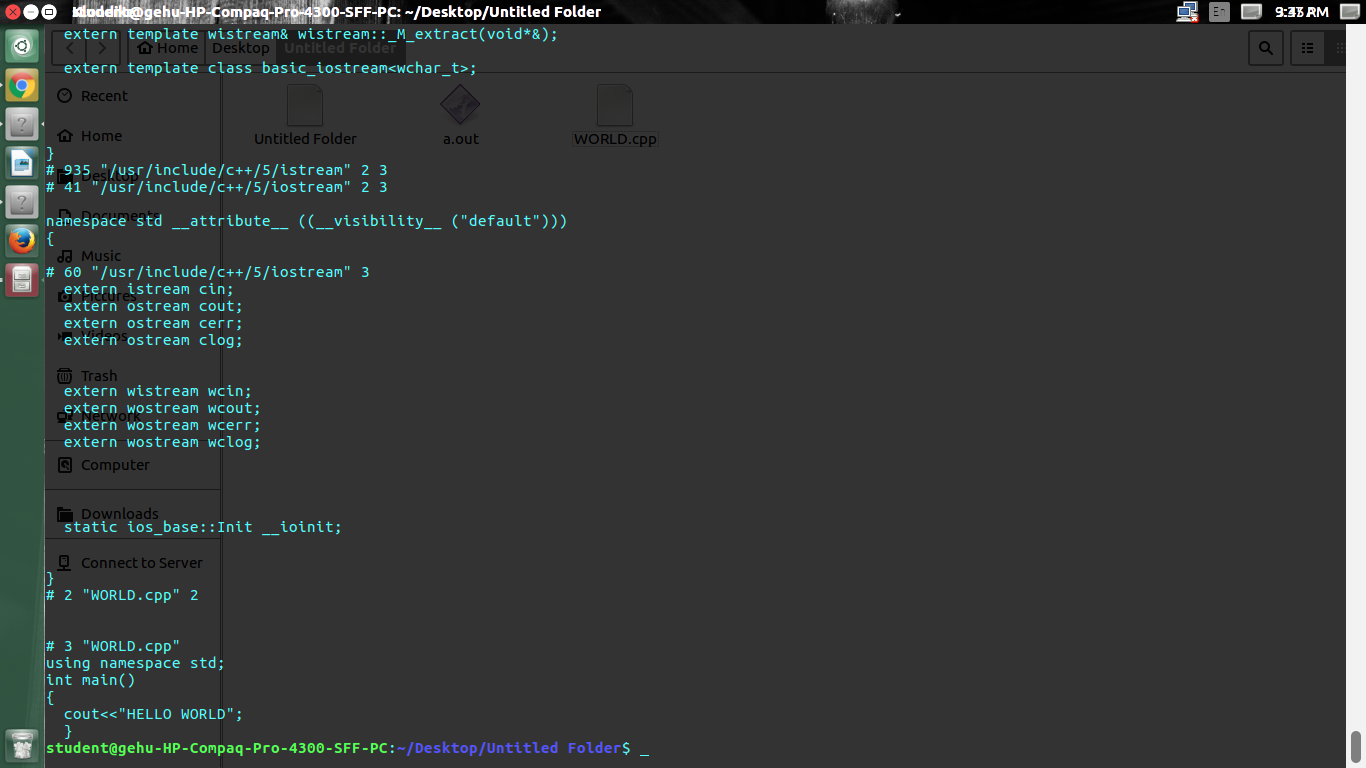 student@gehu-HP-Compaq-Pro-4300-SFF-PC: ~/Desktop/Untitled Folder
En
PM
extern template wistream& wistream::_M_extract(void*&);
Home Desktop Untitled Folder
extern template class basic_iostream<wchar_t>;
Recent
Home
Untitled Folder a.out WORLD.cpp
}
# 935 "/usr/include/c++/5/istream" 2 3
Desktop
# 41 "/usr/include/c++/5/iostream" 2 3
Documents
namespace std __attribute__ ((__visibility__ ("default")))
{
Music
# 60 "/usr/include/c++/5/iostream" 3
extern istream cin;
Pictures
extern ostream cout;
extern ostream cerr;
Videos
extern ostream clog;
Trash
extern wistream wcin;
extern wostream wcout;
Network
extern wostream wcerr;
extern wostream wclog;
Computer
Downloads
static ios_base::Init __ioinit;
Connect to Server
}
# 2 "WORLD.cpp" 2
# 3 "WORLD.cpp"
using namespace std;
int main()
{
cout<<"HELLO WORLD";
}
student@gehu-HP-Compaq-Pro-4300-SFF-PC:~/Desktop/Untitled Folder$ _